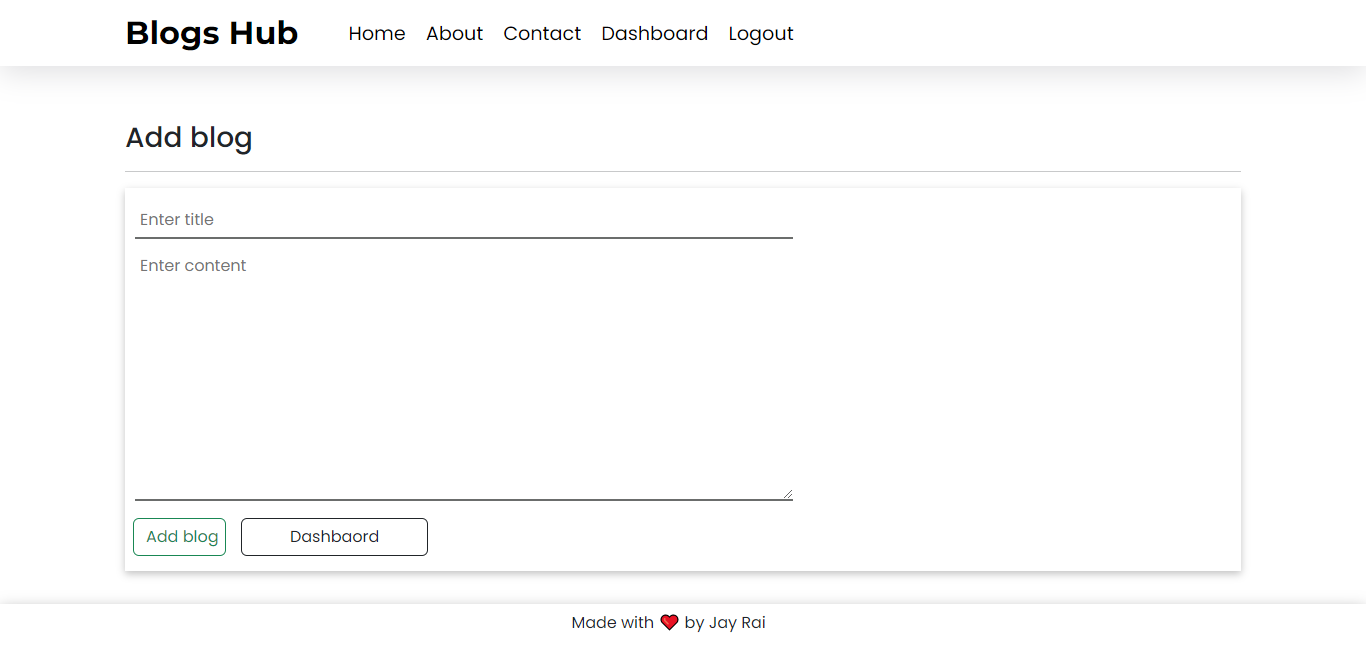 Blogs Hub Home About Contact Dashboard Logout
Add blog
Enter title
Enter content
Add blog Dashbaord
Made with ❤ by Jay Rai